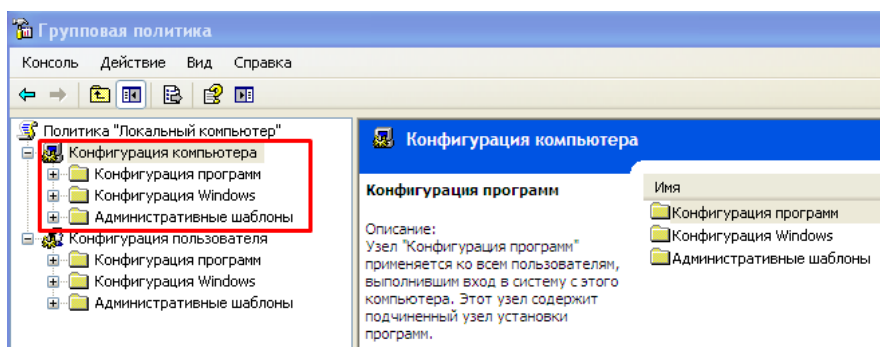 Групповая политика
Консоль Действие Вид Справка
Политика "Локальный компьютер"
Конфигурация компьютера
Конфигурация программ
Конфигурация Windows
Административные шаблоны
Конфигурация пользователя
Конфигурация программ
Конфигурация Windows
Административные шаблоны
Конфигурация компьютера
Конфигурация программ
Описание:
Узел "Конфигурация программ"
применяется ко всем пользователям,
выполнившим вход в систему с этого
компьютера. Этот узел содержит
подчиненный узел установки
программ.
Имя
Конфигурация программ
Конфигурация Windows
Административные шаблоны